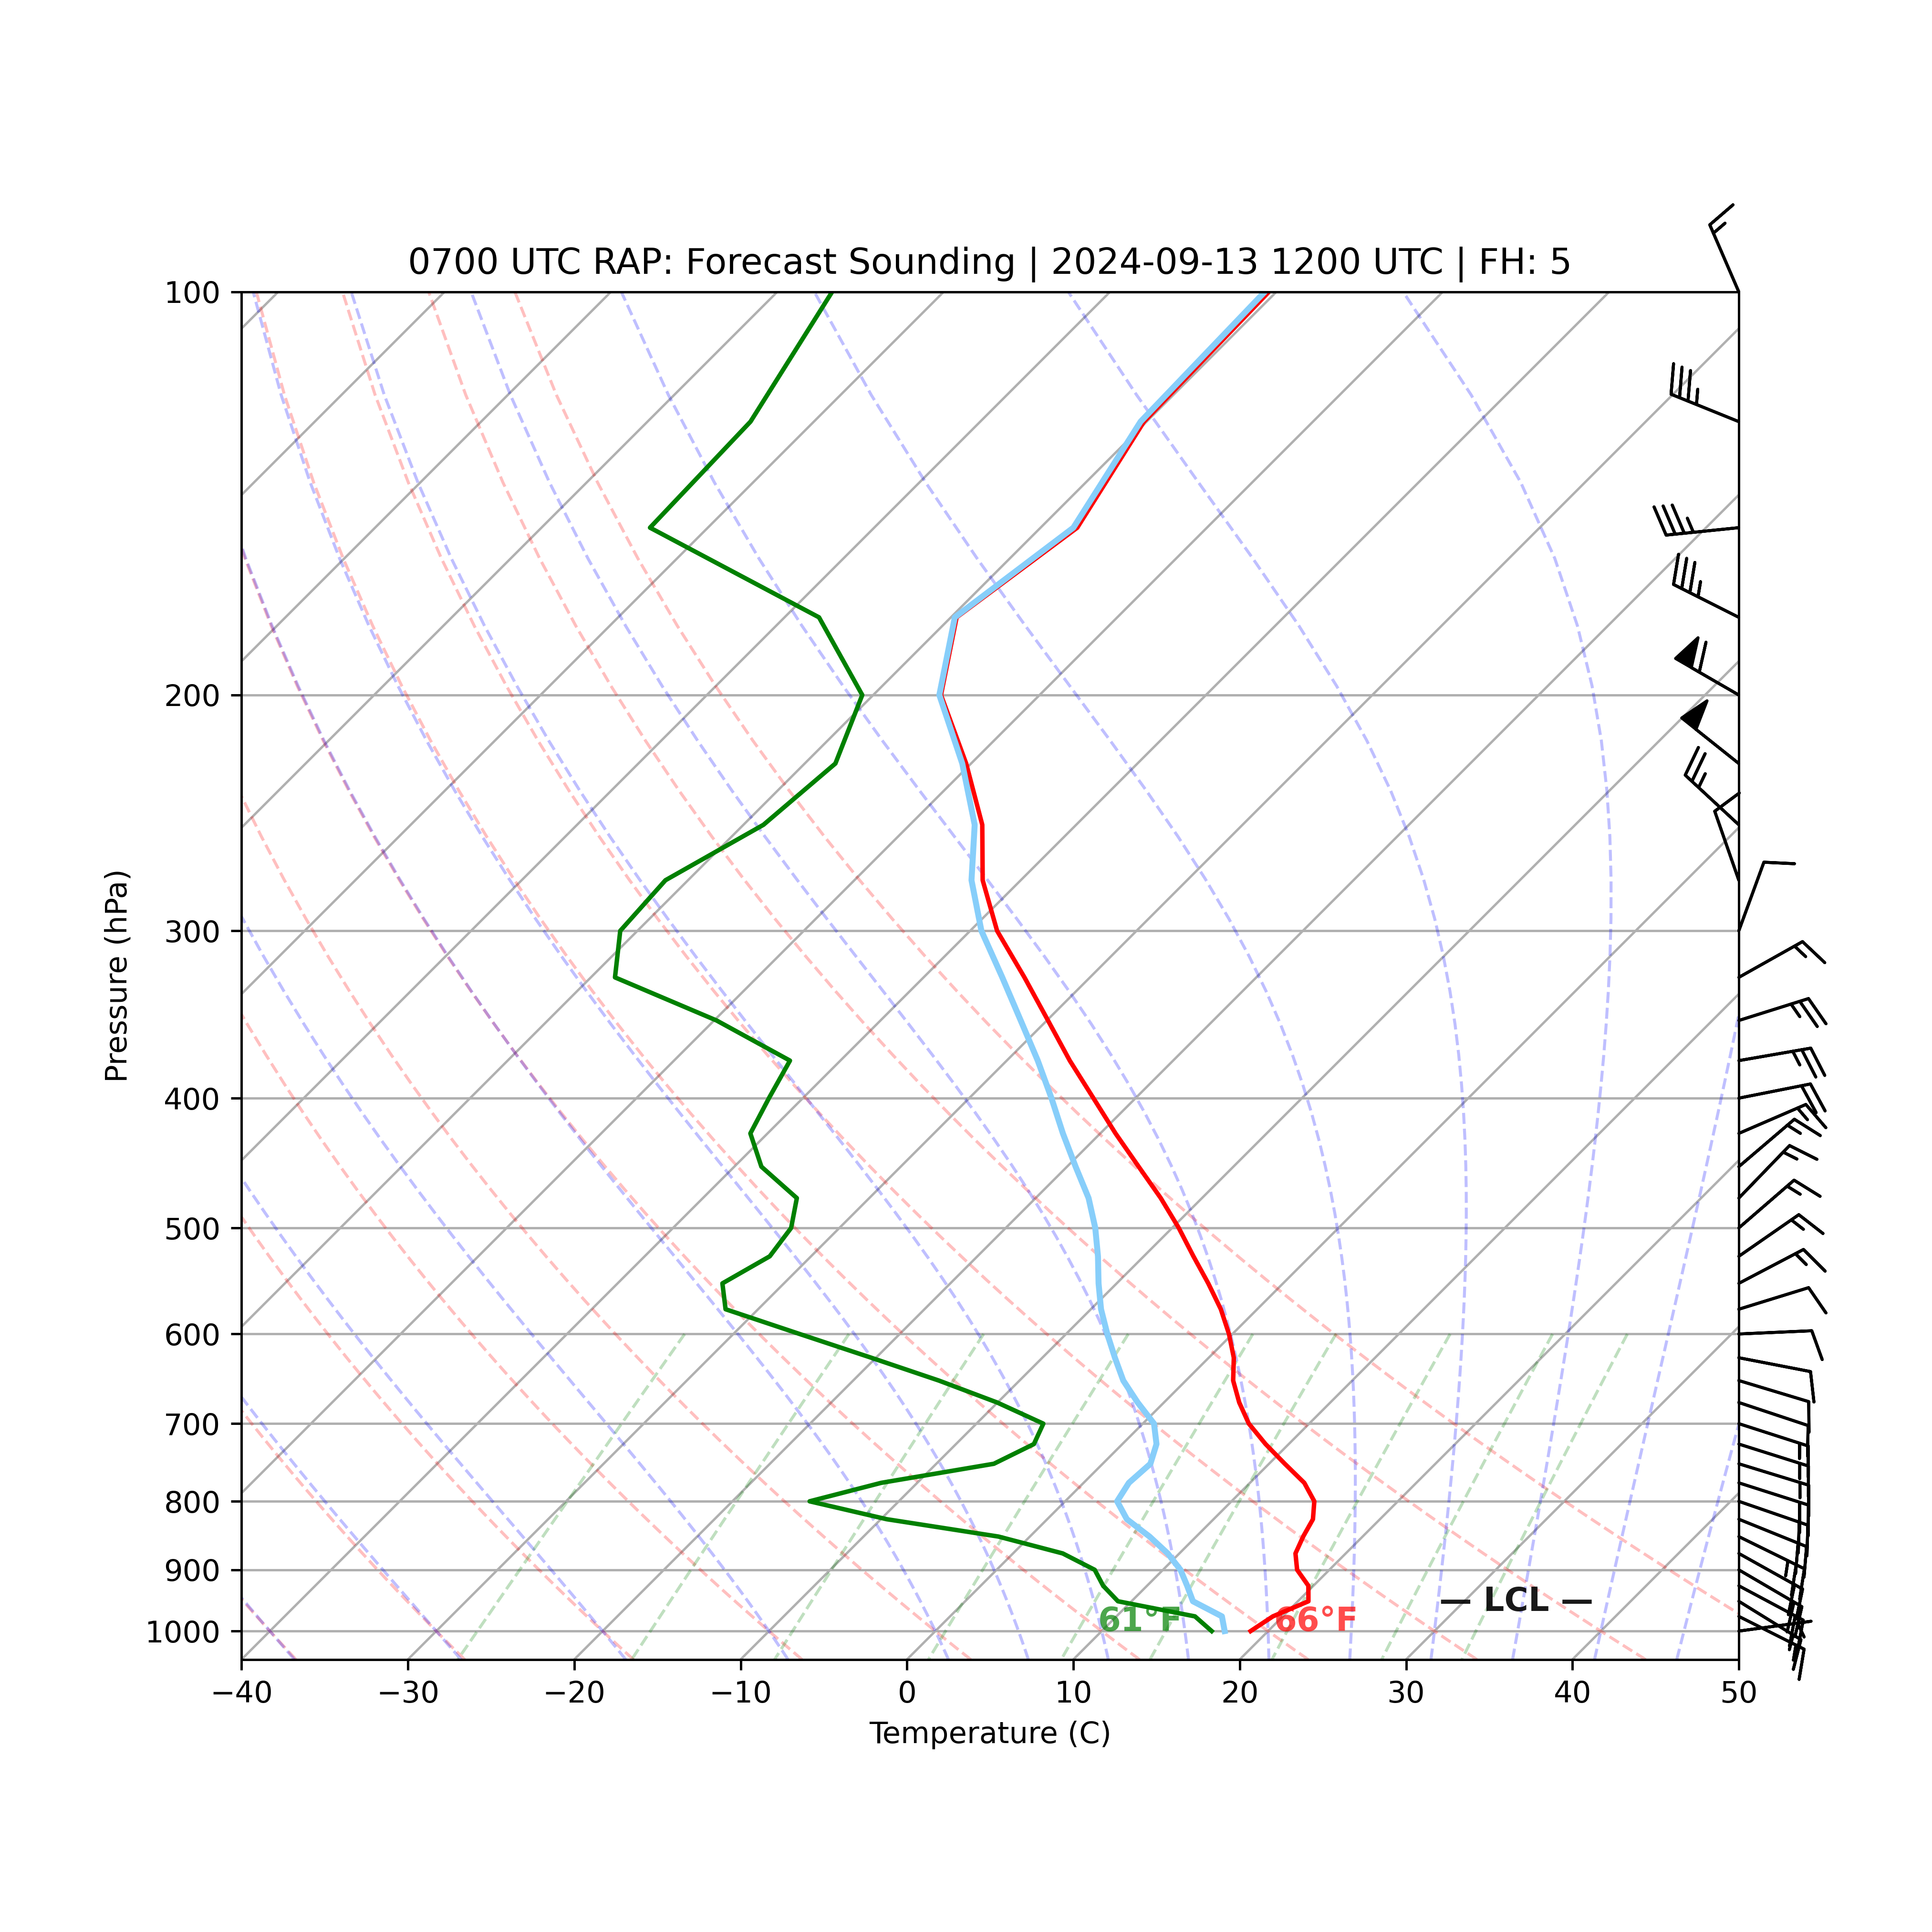 0700 UTC RAP: Forecast Sounding | 2024-09-13 1200 UTC | FH: 5
100
200
300
400
500
600
700
800
900
1000
Pressure (hPa)
— LCL —
61°F
66°F
−40 −30 −20 −10 0 10 20 30 40 50
Temperature (C)